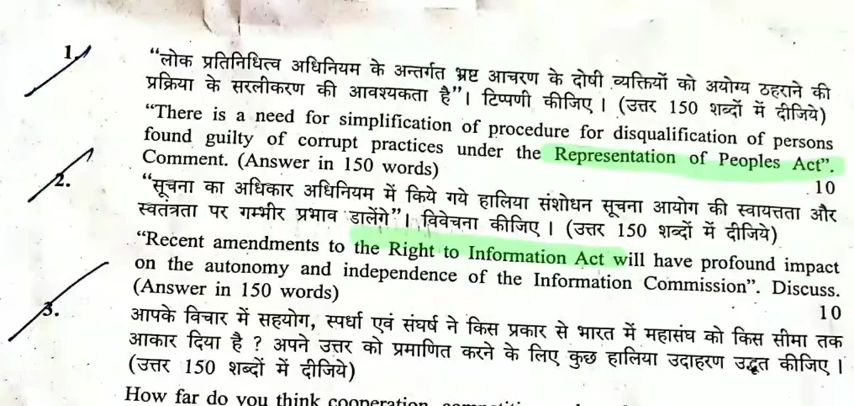 1.
“लोक प्रतिनिधित्व अधिनियम के अन्तर्गत भ्रष्ट आचरण के दोषी व्यक्तियों को अयोग्य ठहराने की
प्रक्रिया के सरलीकरण की आवश्यकता है”। टिप्पणी कीजिए। (उत्तर 150 शब्दों में दीजिये)
“There is a need for simplification of procedure for disqualification of persons
found guilty of corrupt practices under the Representation of Peoples Act”.
Comment. (Answer in 150 words) 10
2.
“सूचना का अधिकार अधिनियम में किये गये हालिया संशोधन सूचना आयोग की स्वायत्तता और
स्वतंत्रता पर गम्भीर प्रभाव डालेंगे”। विवेचना कीजिए। (उत्तर 150 शब्दों में दीजिये)
“Recent amendments to the Right to Information Act will have profound impact
on the autonomy and independence of the Information Commission”. Discuss.
(Answer in 150 words) 10
3.
आपके विचार में सहयोग, स्पर्धा एवं संघर्ष ने किस प्रकार से भारत में महासंघ को किस सीमा तक
आकार दिया है ? अपने उत्तर को प्रमाणित करने के लिए कुछ हालिया उदाहरण उद्धृत कीजिए।
(उत्तर 150 शब्दों में दीजिये)
How far do you think cooperation,